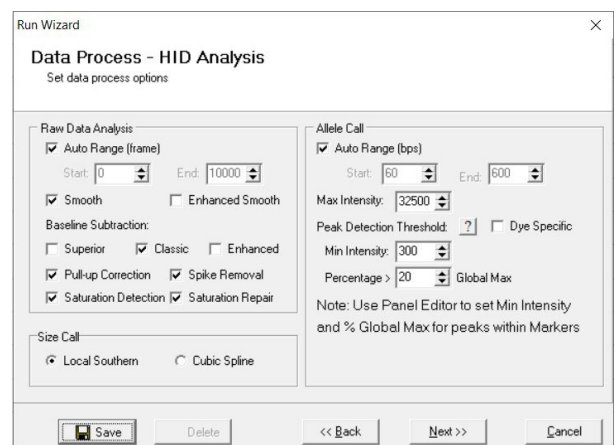 Run Wizard
Data Process - HID Analysis
Set data process options
Raw Data Analysis
Auto Range (frame)
Start: 0 End: 10000
Smooth Enhanced Smooth
Baseline Subtraction:
Superior Classic Enhanced
Pull-up Correction Spike Removal
Saturation Detection Saturation Repair
Size Call
Local Southern Cubic Spline
Allele Call
Auto Range (bps)
Start: 60 End: 600
Max Intensity: 32500
Peak Detection Threshold: ? Dye Specific
Min Intensity: 300
Percentage > 20 Global Max
Note: Use Panel Editor to set Min Intensity
and % Global Max for peaks within Markers
Save Delete << Back Next >> Cancel